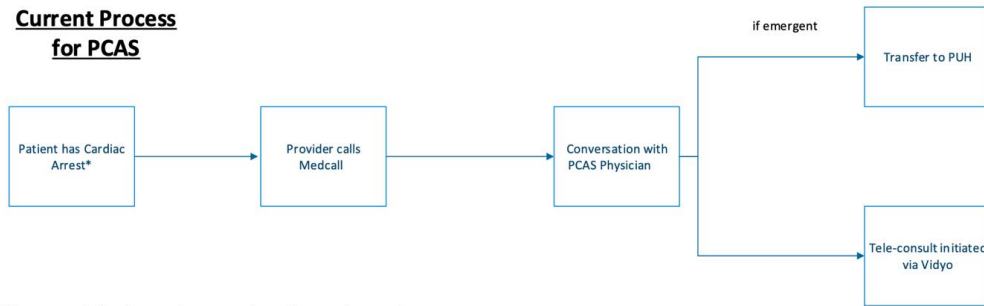 Current Process
for PCAS
if emergent
Transfer to PUH
Patient has Cardiac
Arrest*
Provider calls
Medcall
Conversation with
PCAS Physician
Tele-consult initiated
via Vidyo